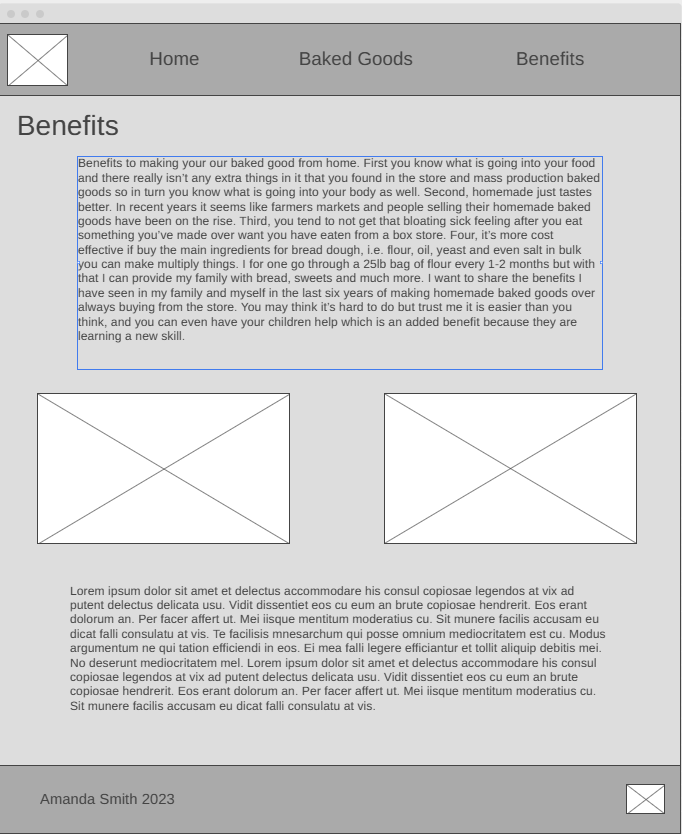 Home Baked Goods Benefits
Benefits
Benefits to making your our baked good from home. First you know what is going into your food
and there really isn’t any extra things in it that you found in the store and mass production baked
goods so in turn you know what is going into your body as well. Second, homemade just tastes
better. In recent years it seems like farmers markets and people selling their homemade baked
goods have been on the rise. Third, you tend to not get that bloating sick feeling after you eat
something you’ve made over want you have eaten from a box store. Four, it’s more cost
effective if buy the main ingredients for bread dough, i.e. flour, oil, yeast and even salt in bulk
you can make multiply things. I for one go through a 25lb bag of flour every 1-2 months but with
that I can provide my family with bread, sweets and much more. I want to share the benefits I
have seen in my family and myself in the last six years of making homemade baked goods over
always buying from the store. You may think it’s hard to do but trust me it is easier than you
think, and you can even have your children help which is an added benefit because they are
learning a new skill.
Lorem ipsum dolor sit amet et delectus accommodare his consul copiosae legendos at vix ad
putent delectus delicata usu. Vidit dissentiet eos cu eum an brute copiosae hendrerit. Eos erant
dolorum an. Per facer affert ut. Mei iisque mentitum moderatius cu. Sit munere facilis accusam eu
dicat falli consulatu at vis. Te facilisis mnesarchum qui posse omnium mediocritatem est cu. Modus
argumentum ne qui tation efficiendi in eos. Ei mea falli legere efficiantur et tollit aliquip debitis mei.
No deserunt mediocritatem mel. Lorem ipsum dolor sit amet et delectus accommodare his consul
copiosae legendos at vix ad putent delectus delicata usu. Vidit dissentiet eos cu eum an brute
copiosae hendrerit. Eos erant dolorum an. Per facer affert ut. Mei iisque mentitum moderatius cu.
Sit munere facilis accusam eu dicat falli consulatu at vis.
Amanda Smith 2023